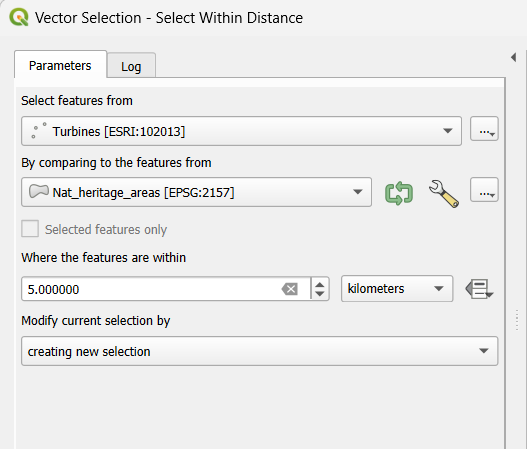 Vector Selection - Select Within Distance
Parameters
Log
Select features from
Turbines [ESRI:102013]
...
By comparing to the features from
Nat_heritage_areas [EPSG:2157]
...
Selected features only
Where the features are within
5.000000
kilometers
Modify current selection by
creating new selection